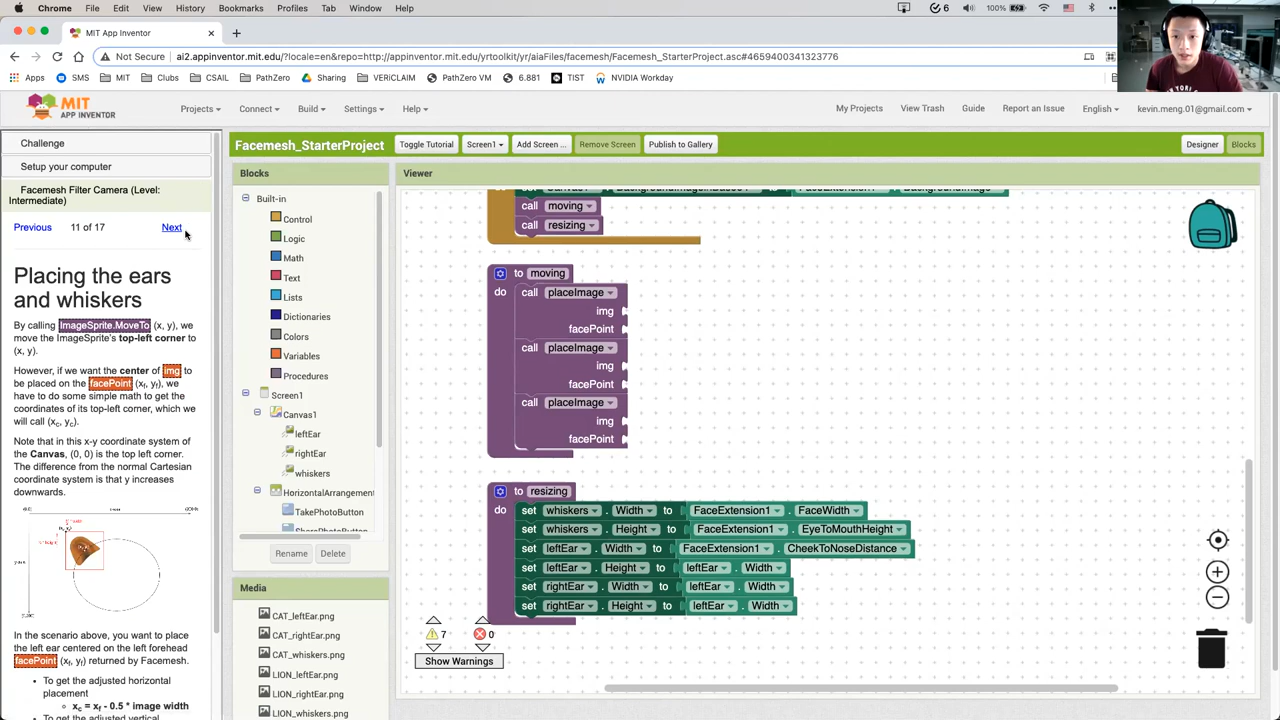 Chrome File Edit View History Bookmarks Profiles Tab Window Help 6 100%
MIT App Inventor
Not Secure ai2.appinventor.mit.edu/?locale=en&repo=http://appinventor.mit.edu/yrtoolkit/yr/aiaFiles/facemesh/Facemesh_StarterProject.asc#4659400341323776
Apps SMS MIT Clubs CSAIL PathZero Sharing VERICLAIM PathZero VM 6.881 TIST NVIDIA Workday
MIT
APP INVENTOR
Projects Connect Build Settings Help My Projects View Trash Guide Report an Issue English kevin.meng.01@gmail.com
Challenge
Setup your computer
Facemesh Filter Camera (Level:
Intermediate)
Previous 11 of 17 Next
Placing the ears
and whiskers
By calling ImageSprite.MoveTo (x, y), we
move the ImageSprite's top-left corner to
(x, y).
However, if we want the center of img to
be placed on the facePoint (xf, yf), we
have to do some simple math to get the
coordinates of its top-left corner, which we
will call (xc, yc).
Note that in this x-y coordinate system of
the Canvas, (0, 0) is the top left corner.
The difference from the normal Cartesian
coordinate system is that y increases
downwards.
In the scenario above, you want to place
the left ear centered on the left forehead
facePoint (xf, yf) returned by Facemesh.
To get the adjusted horizontal
placement
xc = xf - 0.5 * image width
To get the adjusted vertical
Facemesh_StarterProject Toggle Tutorial Screen1 Add Screen ... Remove Screen Publish to Gallery Designer Blocks
Blocks
Built-in
Control
Logic
Math
Text
Lists
Dictionaries
Colors
Variables
Procedures
Screen1
Canvas1
leftEar
rightEar
whiskers
HorizontalArrangement
TakePhotoButton
SharePhotoButton
Rename Delete
Media
CAT_leftEar.png
CAT_rightEar.png
CAT_whiskers.png
LION_leftEar.png
LION_rightEar.png
LION_whiskers.png
Viewer
call moving
call resizing
to moving
do call placeImage
img
facePoint
call placeImage
img
facePoint
call placeImage
img
facePoint
to resizing
do set whiskers . Width to FaceExtension1 . FaceWidth
set whiskers . Height to FaceExtension1 . EyeToMouthHeight
set leftEar . Width to FaceExtension1 . CheekToNoseDistance
set leftEar . Height to leftEar . Width
set rightEar . Width to leftEar . Width
set rightEar . Height to leftEar . Width
7 0
Show Warnings